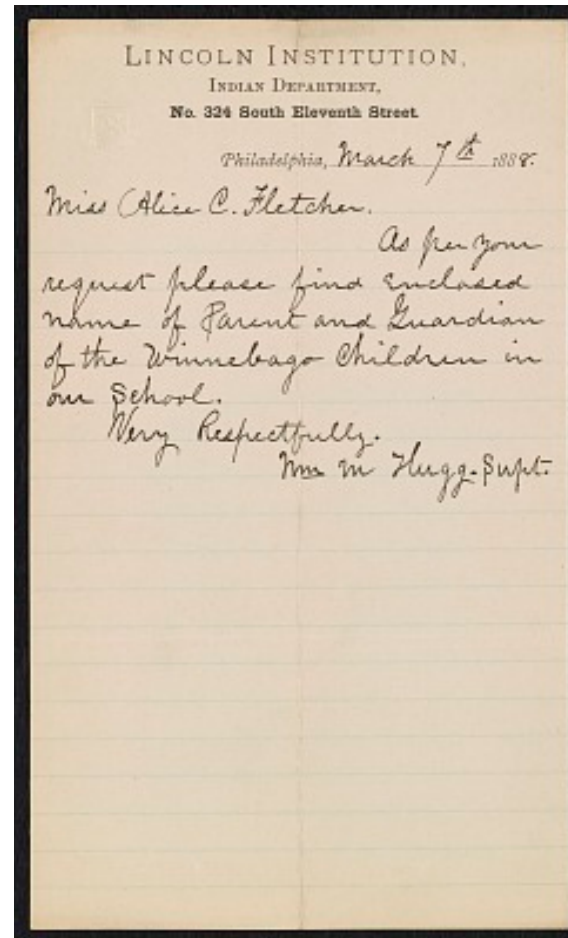 LINCOLN INSTITUTION,
INDIAN DEPARTMENT,
No. 324 South Eleventh Street.
Philadelphia, March 7th 1888.
Miss Alice C. Fletcher.
As per your
request please find enclosed
name of Parent and Guardian
of the Winnebago Children in
our School.
Very Respectfully.
Wm M Hugg. Supt.